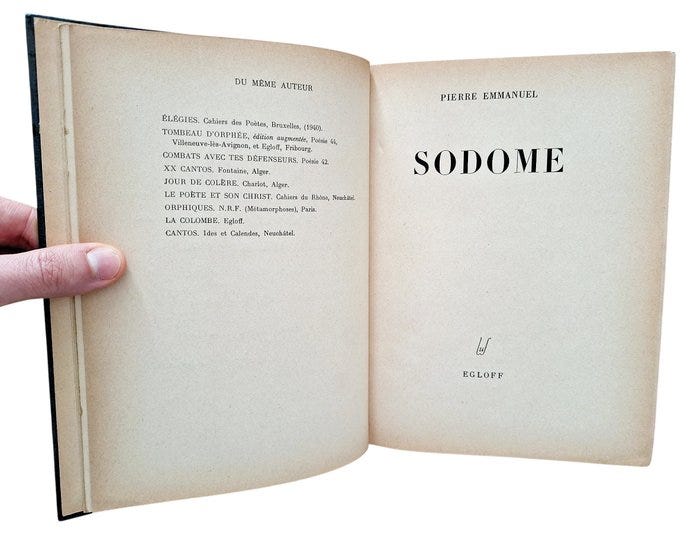 DU MÊME AUTEUR
ÉLÉGIES. Cahiers des Poètes, Bruxelles, (1940).
TOMBEAU D'ORPHÉE, édition augmentée, Poésie 44,
Villeneuve-lès-Avignon, et Egloff, Fribourg.
COMBATS AVEC TES DÉFENSEURS. Poésie 42.
XX CANTOS. Fontaine, Alger.
JOUR DE COLÈRE. Charlot, Alger.
LE POÈTE ET SON CHRIST. Cahiers du Rhône, Neuchâtel.
ORPHIQUES. N.R.F. (Métamorphoses), Paris.
LA COLOMBE. Egloff.
CANTOS. Ides et Calendes, Neuchâtel.
PIERRE EMMANUEL
SODOME
EGLOFF